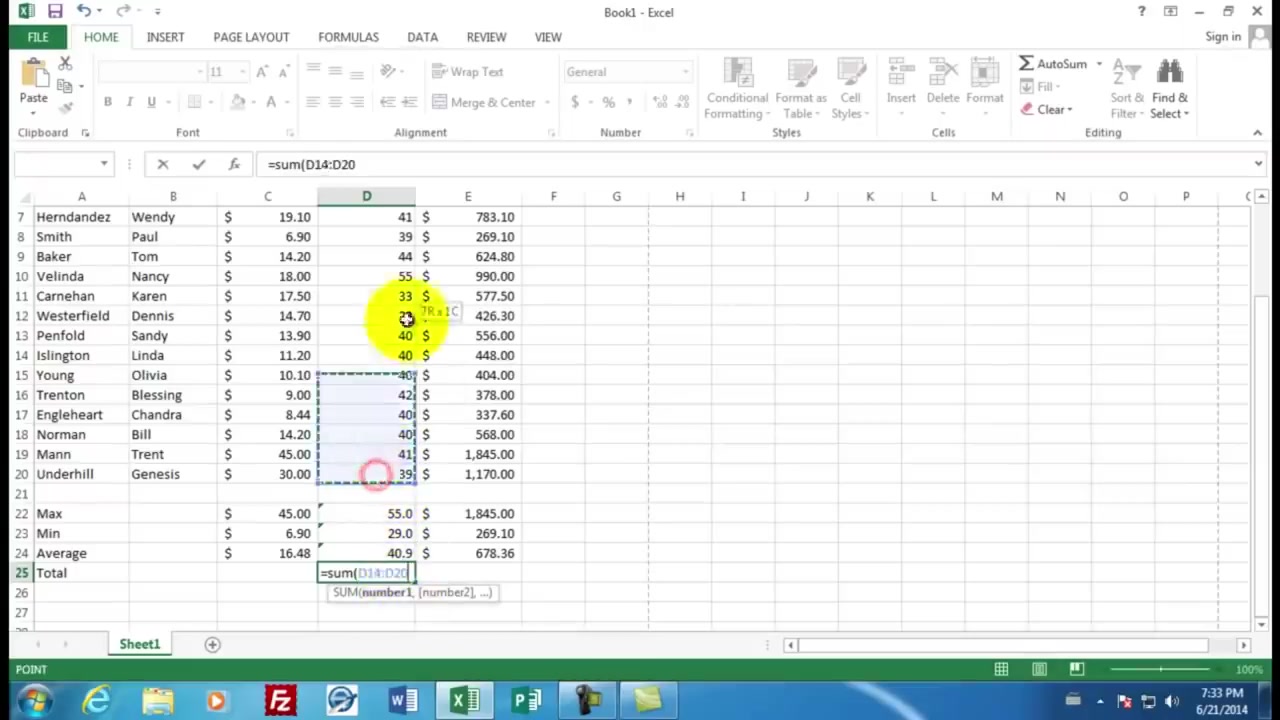 Book1 - Excel
?
FILE HOME INSERT PAGE LAYOUT FORMULAS DATA REVIEW VIEW Sign in
11 Wrap Text General AutoSum
Paste B I U Merge & Center $ % , Conditional Formatting Format as Table Cell Styles Insert Delete Format Fill Clear Sort & Filter Find & Select
Clipboard Font Alignment Number Styles Cells Editing
fx =sum(D14:D20
A B C D E F G H I J K L M N O P
7 Herndandez Wendy $ 19.10 41 $ 783.10
8 Smith Paul $ 6.90 39 $ 269.10
9 Baker Tom $ 14.20 44 $ 624.80
10 Velinda Nancy $ 18.00 55 $ 990.00
11 Carnehan Karen $ 17.50 33 $ 577.50
12 Westerfield Dennis $ 14.70 7R x 1C 426.30
13 Penfold Sandy $ 13.90 40 $ 556.00
14 Islington Linda $ 11.20 40 $ 448.00
15 Young Olivia $ 10.10 40 $ 404.00
16 Trenton Blessing $ 9.00 42 $ 378.00
17 Engleheart Chandra $ 8.44 40 $ 337.60
18 Norman Bill $ 14.20 40 $ 568.00
19 Mann Trent $ 45.00 41 $ 1,845.00
20 Underhill Genesis $ 30.00 39 $ 1,170.00
21
22 Max $ 45.00 55.0 $ 1,845.00
23 Min $ 6.90 29.0 $ 269.10
24 Average $ 16.48 40.9 $ 678.36
25 Total =sum(D14:D20
26 SUM(number1, [number2], ...)
27
Sheet1
POINT 100%
7:33 PM
6/21/2014